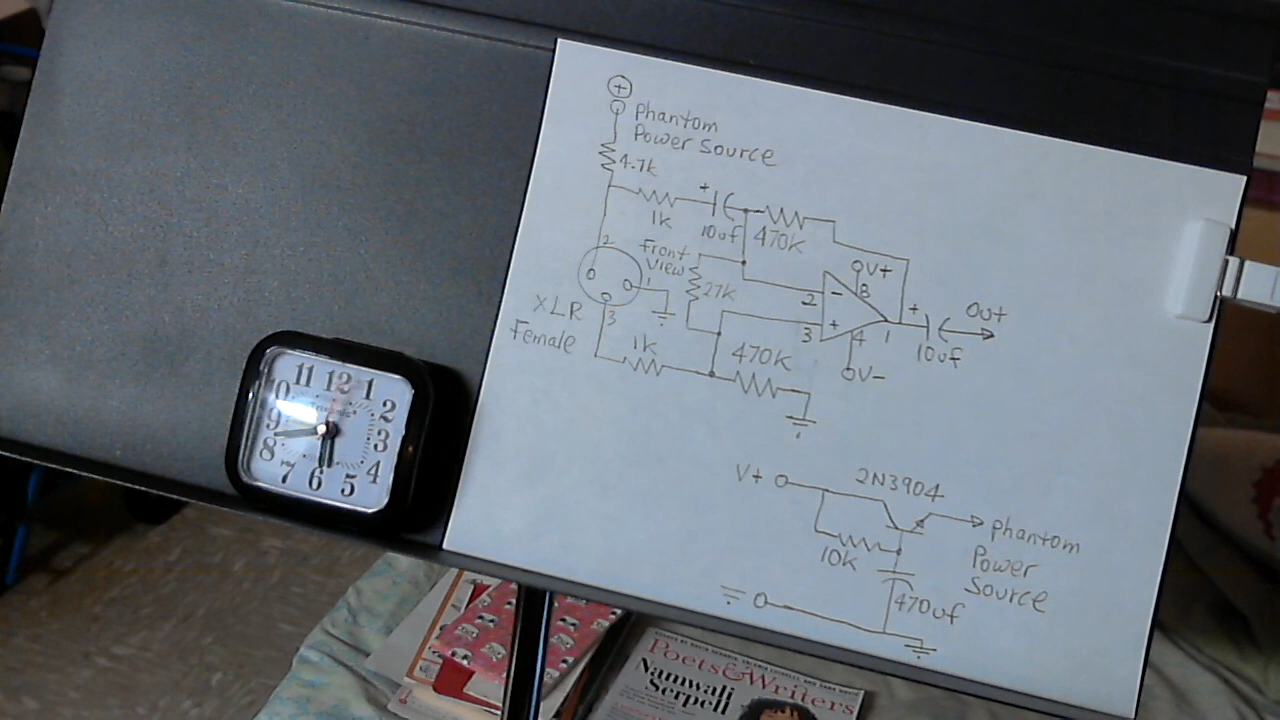 +
Phantom
Power Source
4.7k
+
1k
10uf
470K
2
Front
View
1
27k
V+
8
2
-
+
3
4
1
V-
+
10uf
Out
XLR
Female
3
1k
470K
V+
2N3904
10K
470uf
phantom
Power
Source
11 12 1
10 2
9 3
8 4
7 6 5
Poets&Writers
Namwali
Serpell